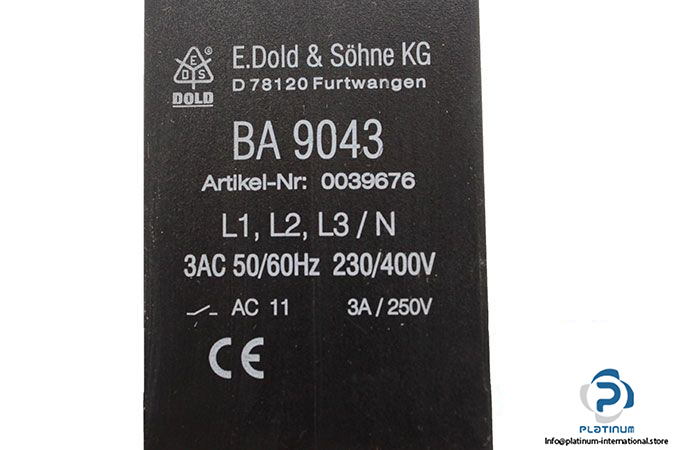 E.Dold & Söhne KG
D 78120 Furtwangen
E D S ®
DOLD
BA 9043
Artikel-Nr: 0039676
L1, L2, L3 / N
3AC 50/60Hz 230/400V
AC 11 3A / 250V
CE
PLATINUM
Info@platinum-international.store